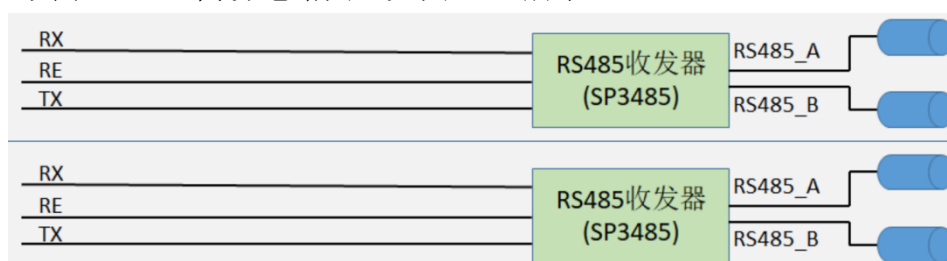 RX
RE
TX
RS485收发器
(SP3485)
RS485_A
RS485_B
RX
RE
TX
RS485收发器
(SP3485)
RS485_A
RS485_B